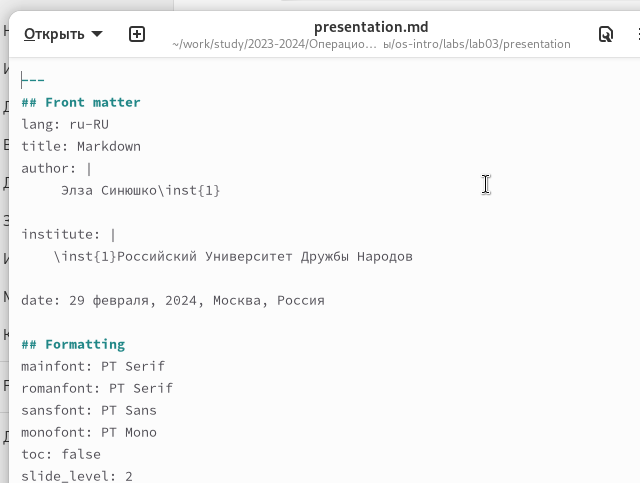 Открыть
presentation.md
~/work/study/2023-2024/Операцио… ы/os-intro/labs/lab03/presentation
---
## Front matter
lang: ru-RU
title: Markdown
author: |
Элза Синюшко\inst{1}
institute: |
\inst{1}Российский Университет Дружбы Народов
date: 29 февраля, 2024, Москва, Россия
## Formatting
mainfont: PT Serif
romanfont: PT Serif
sansfont: PT Sans
monofont: PT Mono
toc: false
slide_level: 2